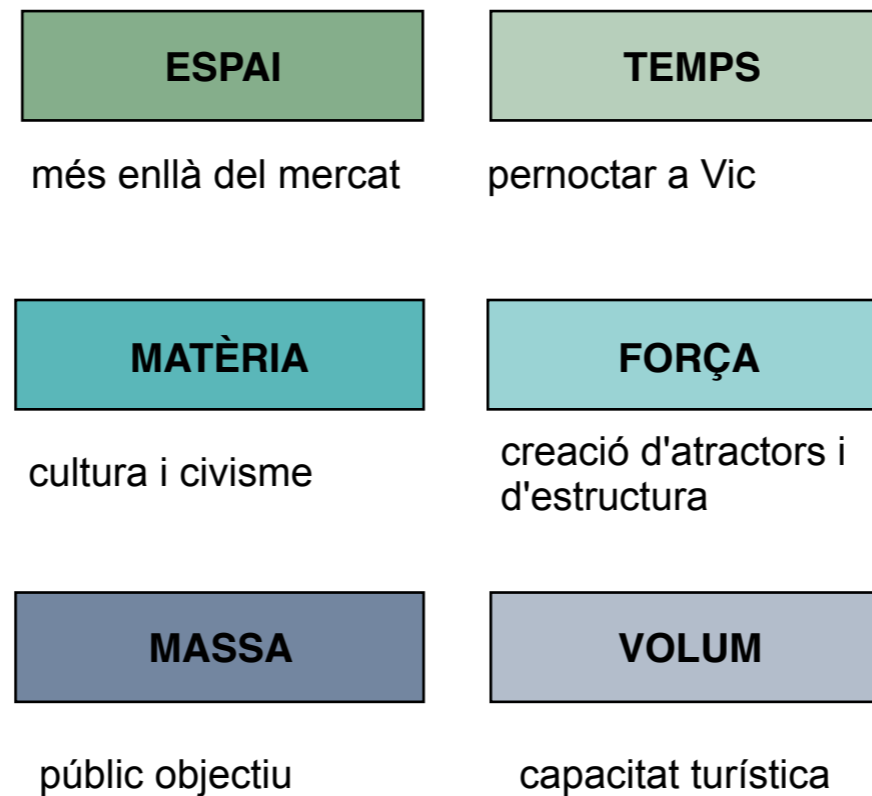 ESPAI
TEMPS
més enllà del mercat
pernoctar a Vic
MATÈRIA
FORÇA
cultura i civisme
creació d'atractors i
d'estructura
MASSA
VOLUM
públic objectiu
capacitat turística